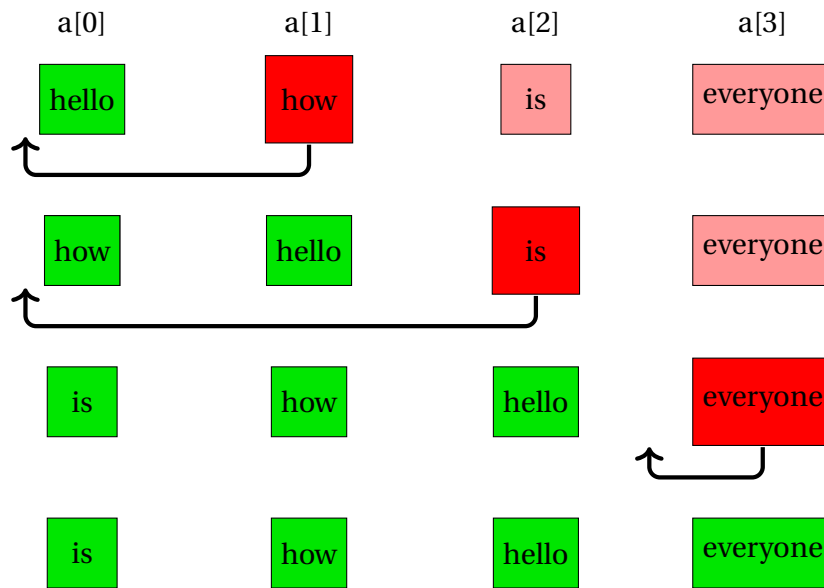 a[0] a[1] a[2] a[3]
hello how is everyone
how hello is everyone
is how hello everyone
is how hello everyone